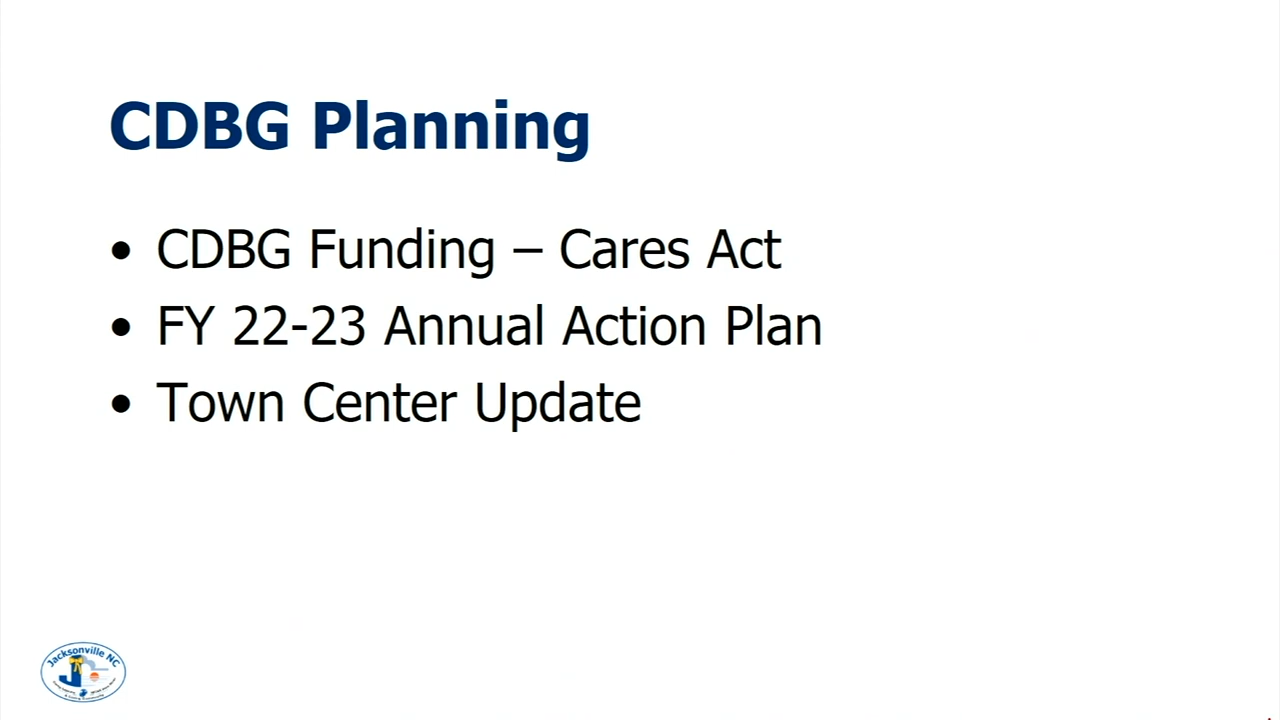 CDBG Planning
• CDBG Funding – Cares Act
• FY 22-23 Annual Action Plan
• Town Center Update
Jacksonville NC